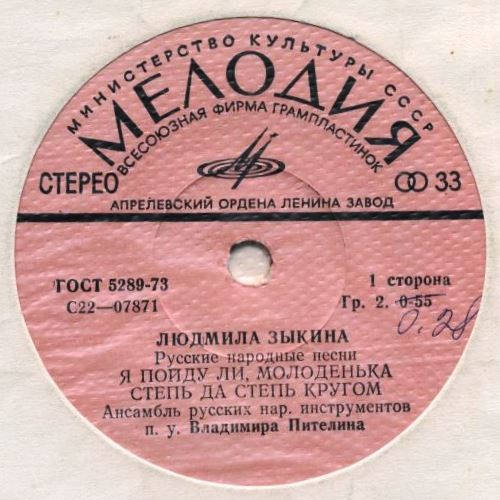 МИНИСТЕРСТВО КУЛЬТУРЫ СССР
МЕЛОДИЯ
ВСЕСОЮЗНАЯ ФИРМА ГРАМПЛАСТИНОК
СТЕРЕО 33
АПРЕЛЕВСКИЙ ОРДЕНА ЛЕНИНА ЗАВОД
ГОСТ 5289-73 1 сторона
С22—07871 Гр. 2. 0-55
0.28
ЛЮДМИЛА ЗЫКИНА
Русские народные песни
Я ПОЙДУ ЛИ, МОЛОДЕНЬКА
СТЕПЬ ДА СТЕПЬ КРУГОМ
Ансамбль русских нар. инструментов
п. у. Владимира Питeлина